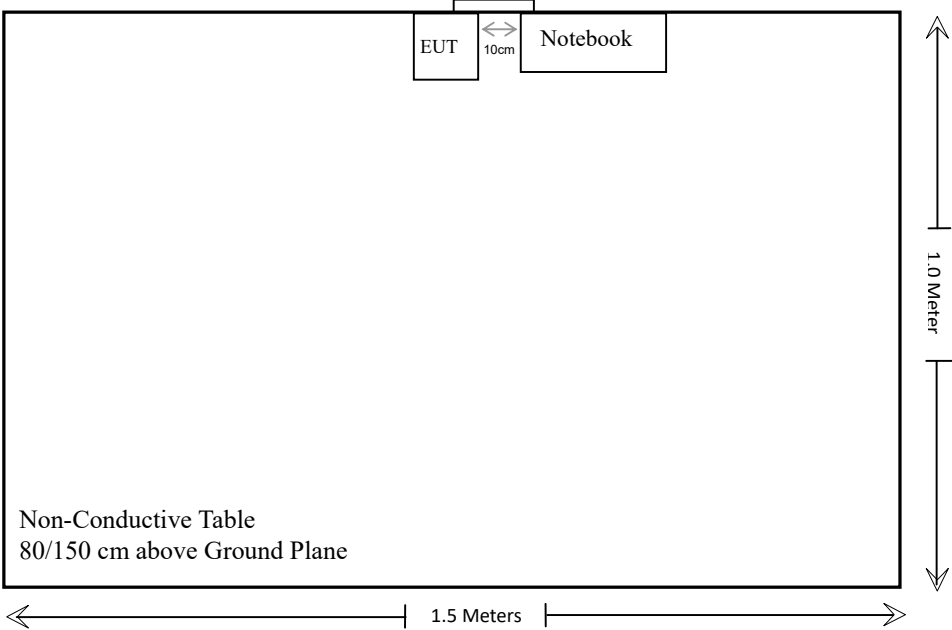 EUT
10cm
Notebook
1.0 Meter
Non-Conductive Table
80/150 cm above Ground Plane
1.5 Meters